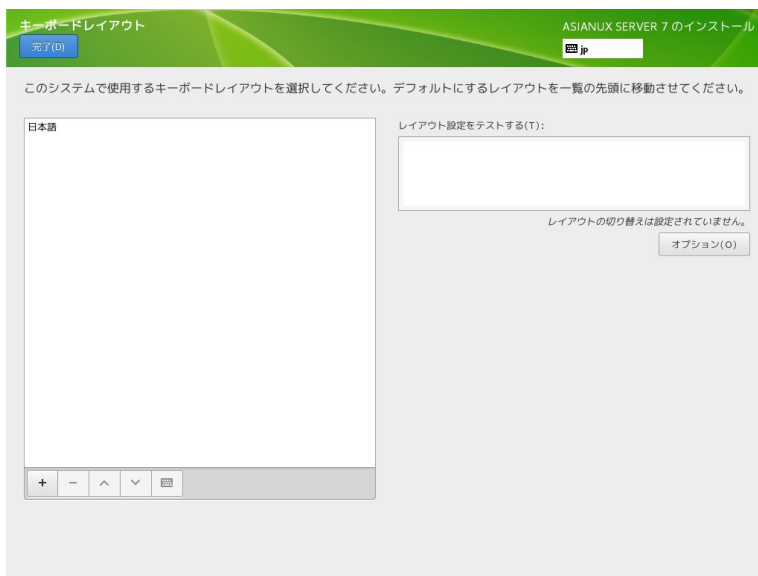 キーボードレイアウト
ASIANUX SERVER 7 のインストール
完了(D)
jp
このシステムで使用するキーボードレイアウトを選択してください。デフォルトにするレイアウトを一覧の先頭に移動させてください。
日本語
レイアウト設定をテストする(T):
レイアウトの切り替えは設定されていません。
オプション(O)